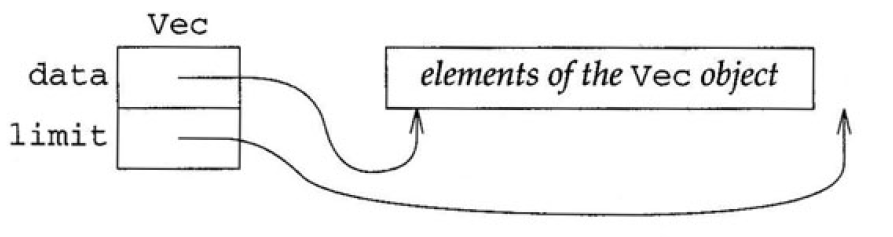 Vec
data
elements of the Vec object
limit